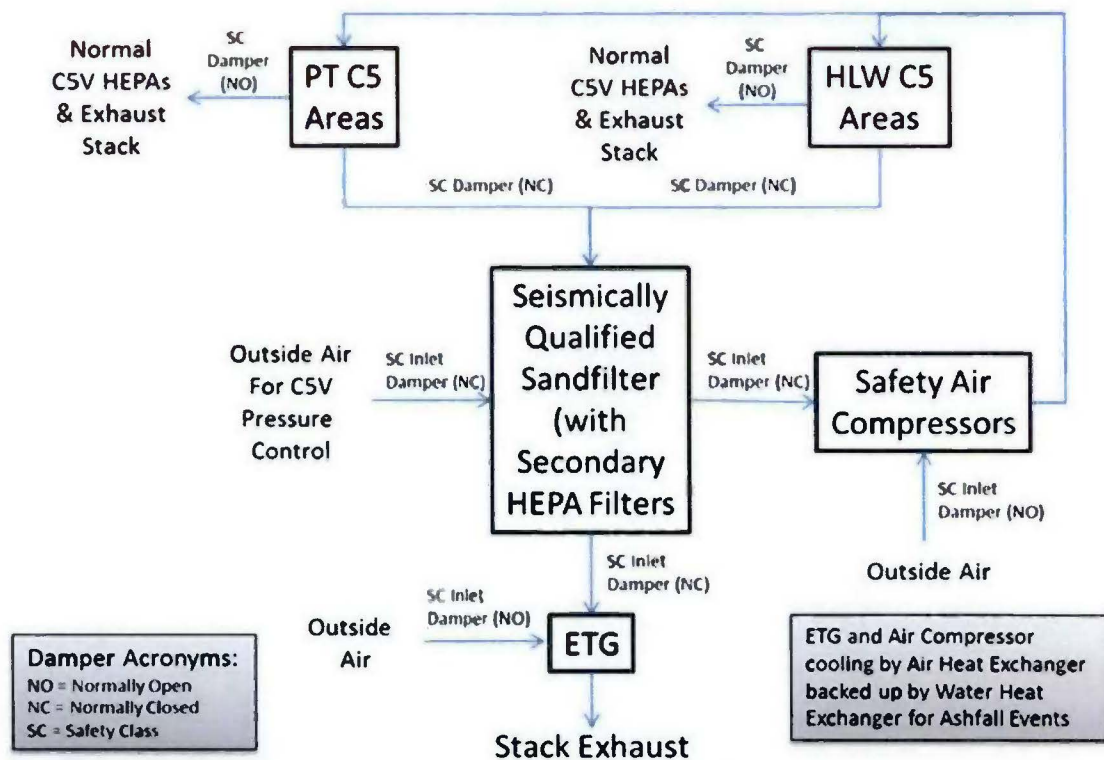 Normal
C5V HEPAs
& Exhaust
Stack
SC
Damper
(NO)
PT C5
Areas
Normal
C5V HEPAs
& Exhaust
Stack
SC
Damper
(NO)
HLW C5
Areas
SC Damper (NC)
SC Damper (NC)
Outside Air
For C5V
Pressure
Control
SC Inlet
Damper (NC)
Seismically
Qualified
Sandfilter
(with
Secondary
HEPA Filters
SC Inlet
Damper (NC)
Safety Air
Compressors
SC Inlet
Damper (NO)
Outside Air
SC Inlet
Damper (NC)
Outside
Air
SC Inlet
Damper (NO)
ETG
Stack Exhaust
Damper Acronyms:
NO = Normally Open
NC = Normally Closed
SC = Safety Class
ETG and Air Compressor
cooling by Air Heat Exchanger
backed up by Water Heat
Exchanger for Ashfall Events